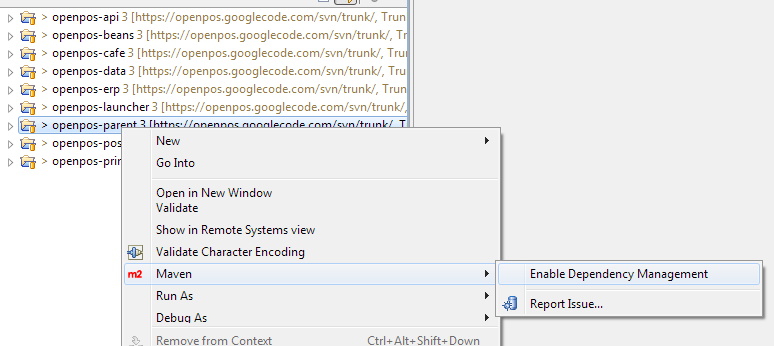 > openpos-api 3 [https://openpos.googlecode.com/svn/trunk/, Trun
> openpos-beans 3 [https://openpos.googlecode.com/svn/trunk/, Tr
> openpos-cafe 3 [https://openpos.googlecode.com/svn/trunk/, Tru
> openpos-data 3 [https://openpos.googlecode.com/svn/trunk/, Tru
> openpos-erp 3 [https://openpos.googlecode.com/svn/trunk/, Trun
> openpos-launcher 3 [https://openpos.googlecode.com/svn/trunk/,
> openpos-parent 3 [https://openpos.googlecode.com/svn/trunk/, T
> openpos-pos
> openpos-prin
New
Go Into
Open in New Window
Validate
Show in Remote Systems view
Validate Character Encoding
m2 Maven
Enable Dependency Management
Run As
Report Issue...
Debug As
Remove from Context Ctrl+Alt+Shift+Down